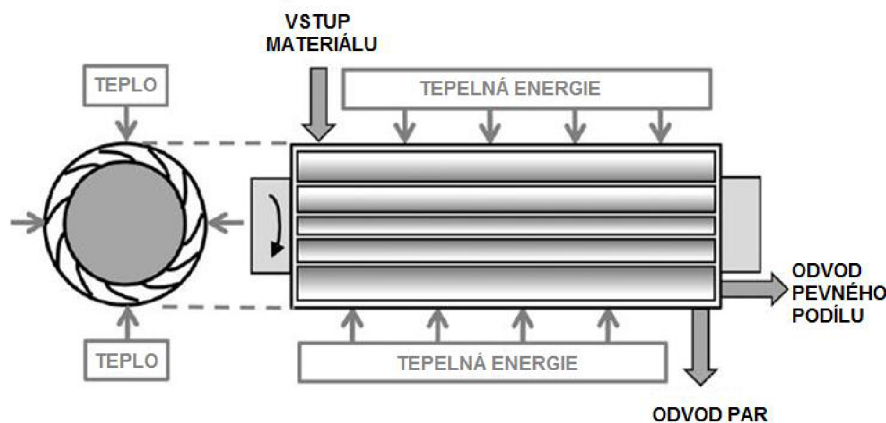 VSTUP
MATERIÁLU
TEPLO
TEPELNÁ ENERGIE
ODVOD
PEVNÉHO
PODÍLU
TEPLO
TEPELNÁ ENERGIE
ODVOD PAR